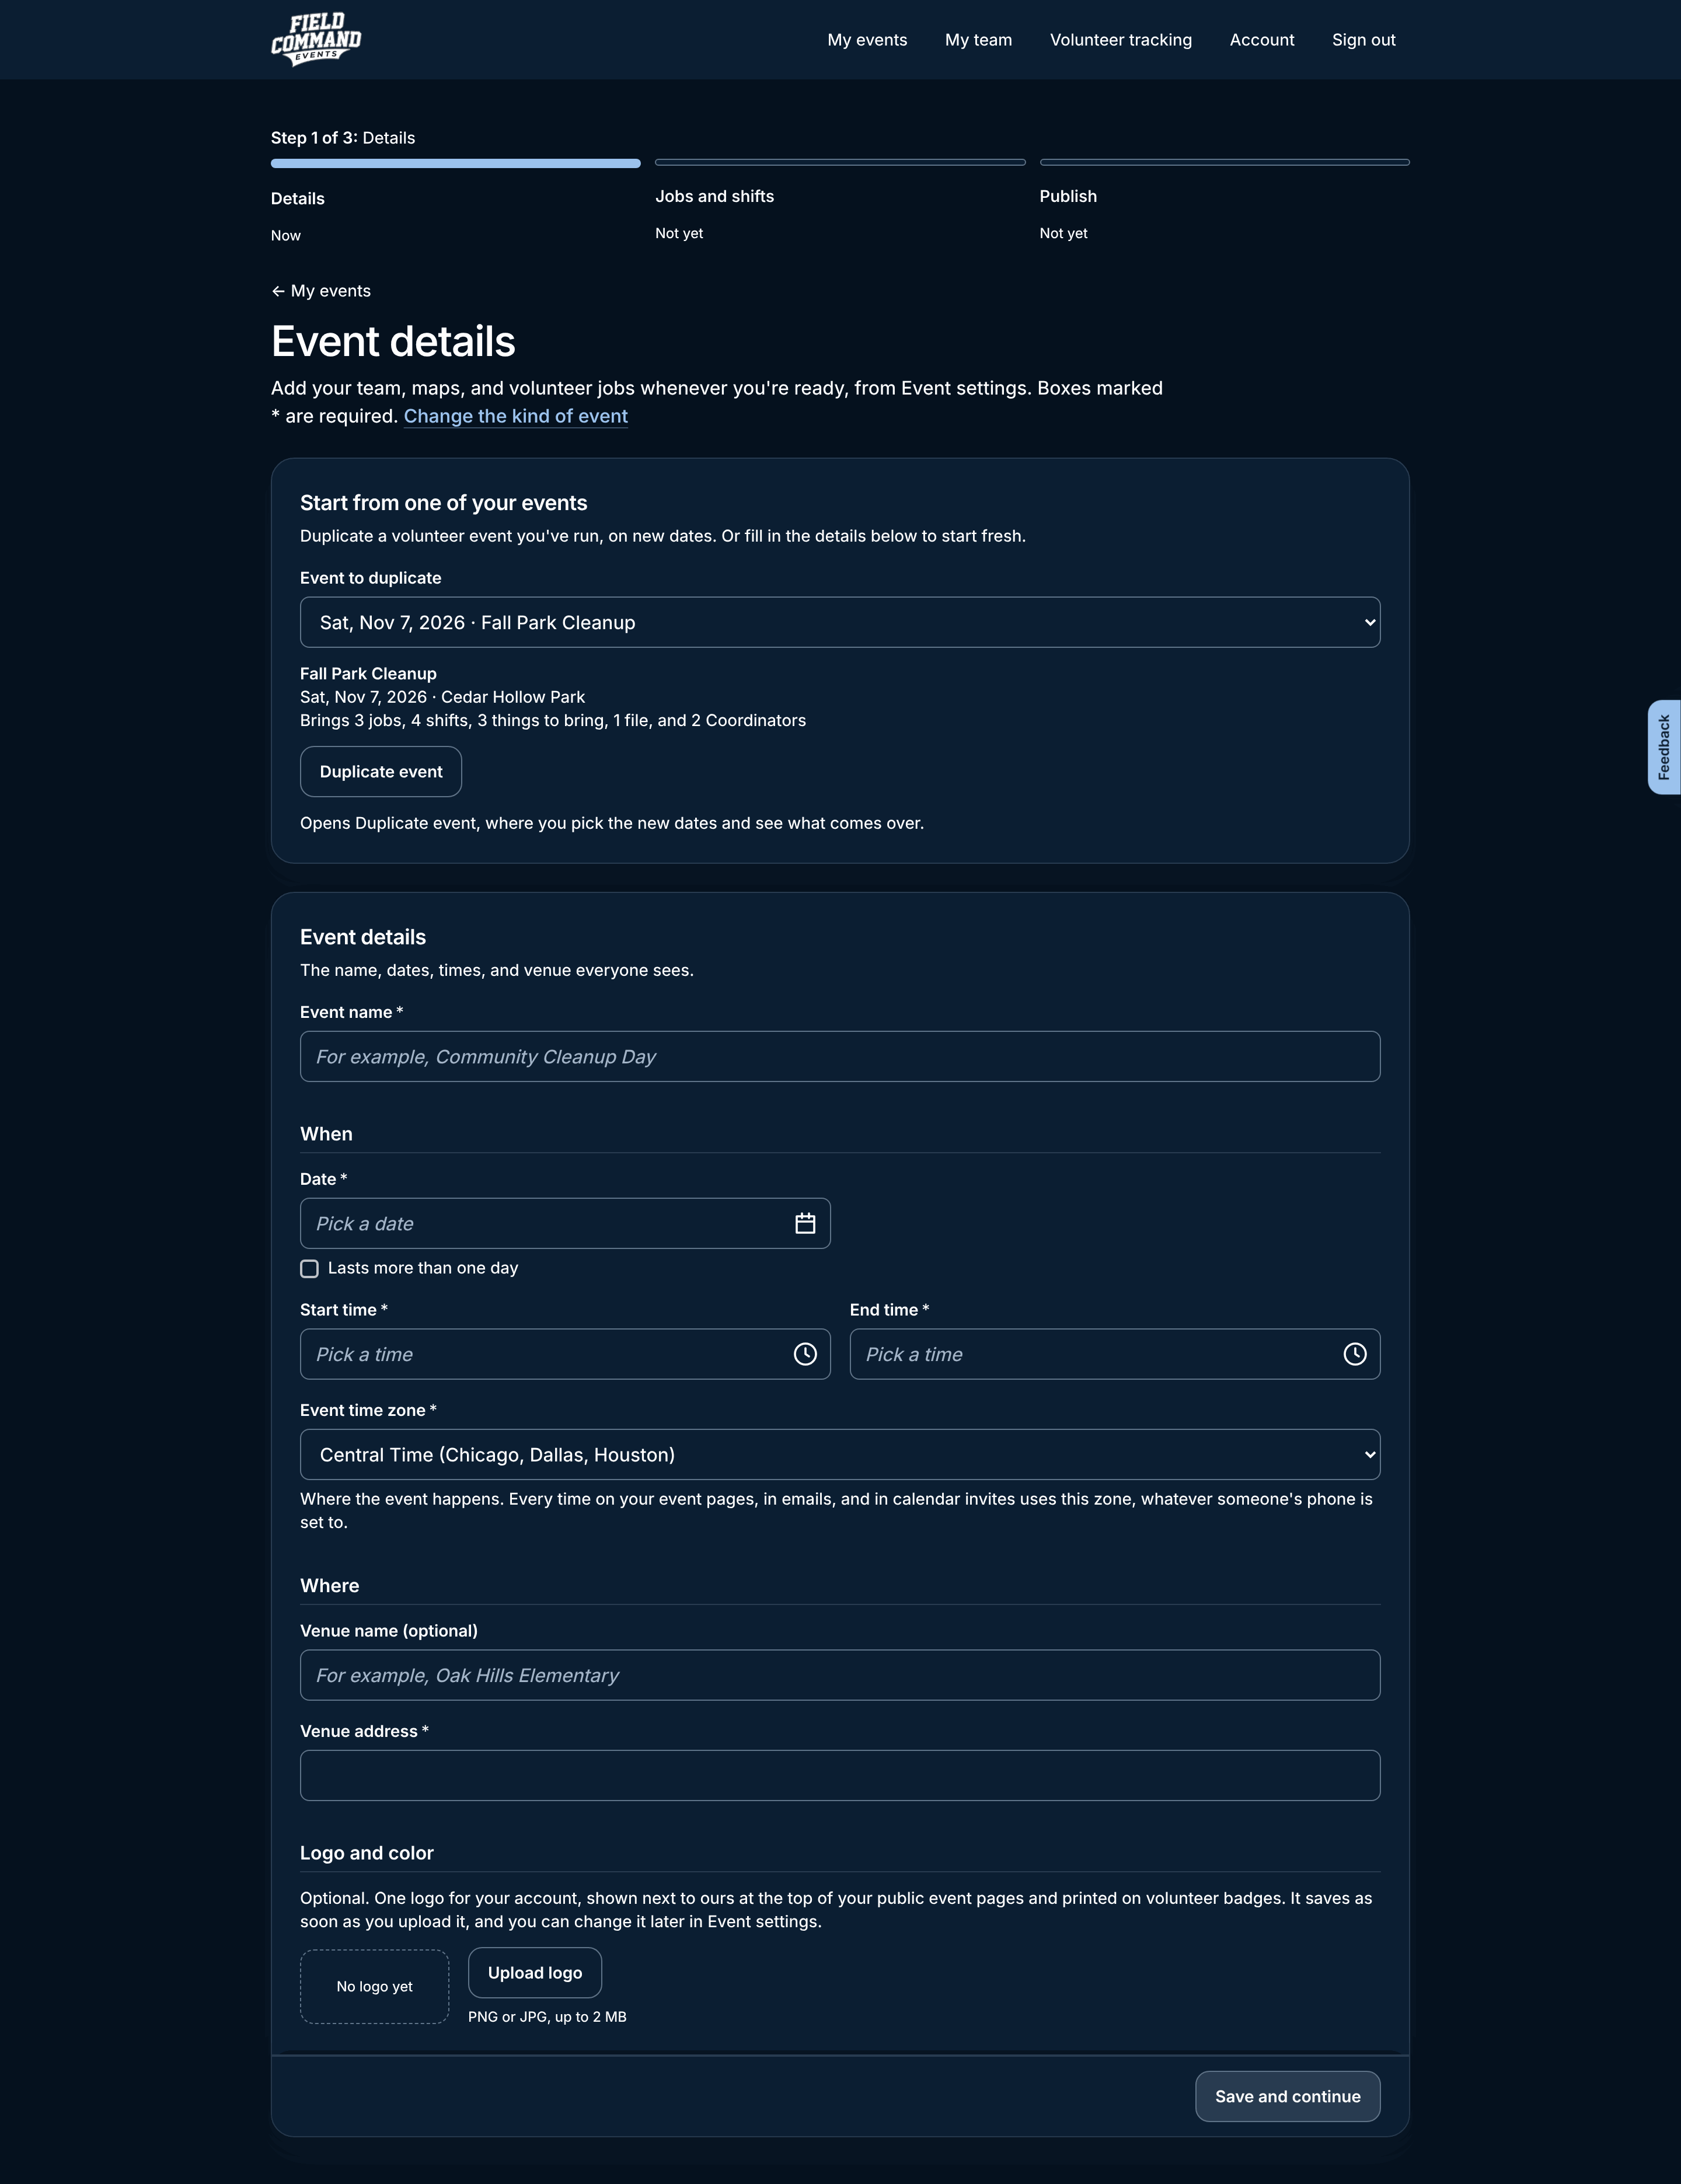 FIELD
COMMAND
EVENTS
My events
My team
Volunteer tracking
Account
Sign out
Step 1 of 3: Details
Details
Now
Jobs and shifts
Not yet
Publish
Not yet
← My events
Event details
Add your team, maps, and volunteer jobs whenever you're ready, from Event settings. Boxes marked
* are required. Change the kind of event
Start from one of your events
Duplicate a volunteer event you've run, on new dates. Or fill in the details below to start fresh.
Event to duplicate
Sat, Nov 7, 2026 · Fall Park Cleanup
Fall Park Cleanup
Sat, Nov 7, 2026 · Cedar Hollow Park
Brings 3 jobs, 4 shifts, 3 things to bring, 1 file, and 2 Coordinators
Duplicate event
Opens Duplicate event, where you pick the new dates and see what comes over.
Feedback
Event details
The name, dates, times, and venue everyone sees.
Event name *
For example, Community Cleanup Day
When
Date *
Pick a date
Lasts more than one day
Start time *
Pick a time
End time *
Pick a time
Event time zone *
Central Time (Chicago, Dallas, Houston)
Where the event happens. Every time on your event pages, in emails, and in calendar invites uses this zone, whatever someone's phone is
set to.
Where
Venue name (optional)
For example, Oak Hills Elementary
Venue address *
Logo and color
Optional. One logo for your account, shown next to ours at the top of your public event pages and printed on volunteer badges. It saves as
soon as you upload it, and you can change it later in Event settings.
No logo yet
Upload logo
PNG or JPG, up to 2 MB
Save and continue